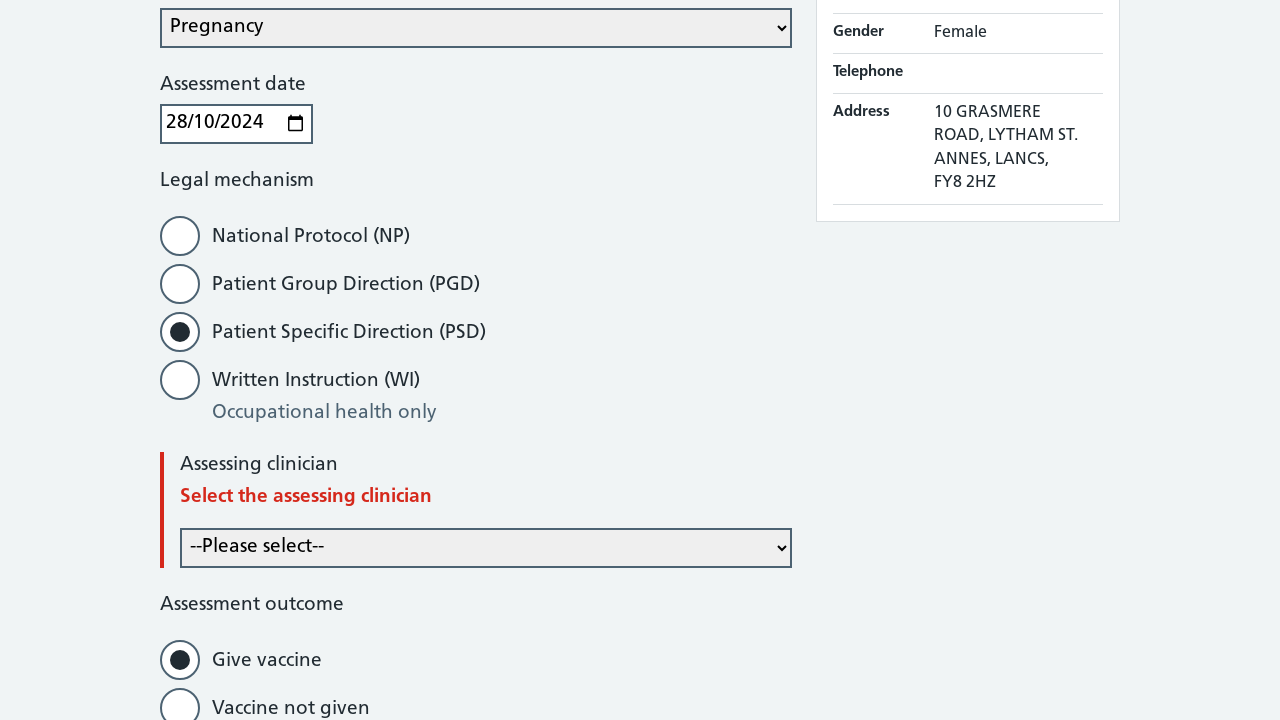 Pregnancy
Assessment date
28/10/2024
Legal mechanism
National Protocol (NP)
Patient Group Direction (PGD)
Patient Specific Direction (PSD)
Written Instruction (WI)
Occupational health only
Assessing clinician
Select the assessing clinician
--Please select--
Assessment outcome
Give vaccine
Vaccine not given
Gender Female
Telephone
Address 10 GRASMERE
ROAD, LYTHAM ST.
ANNES, LANCS,
FY8 2HZ